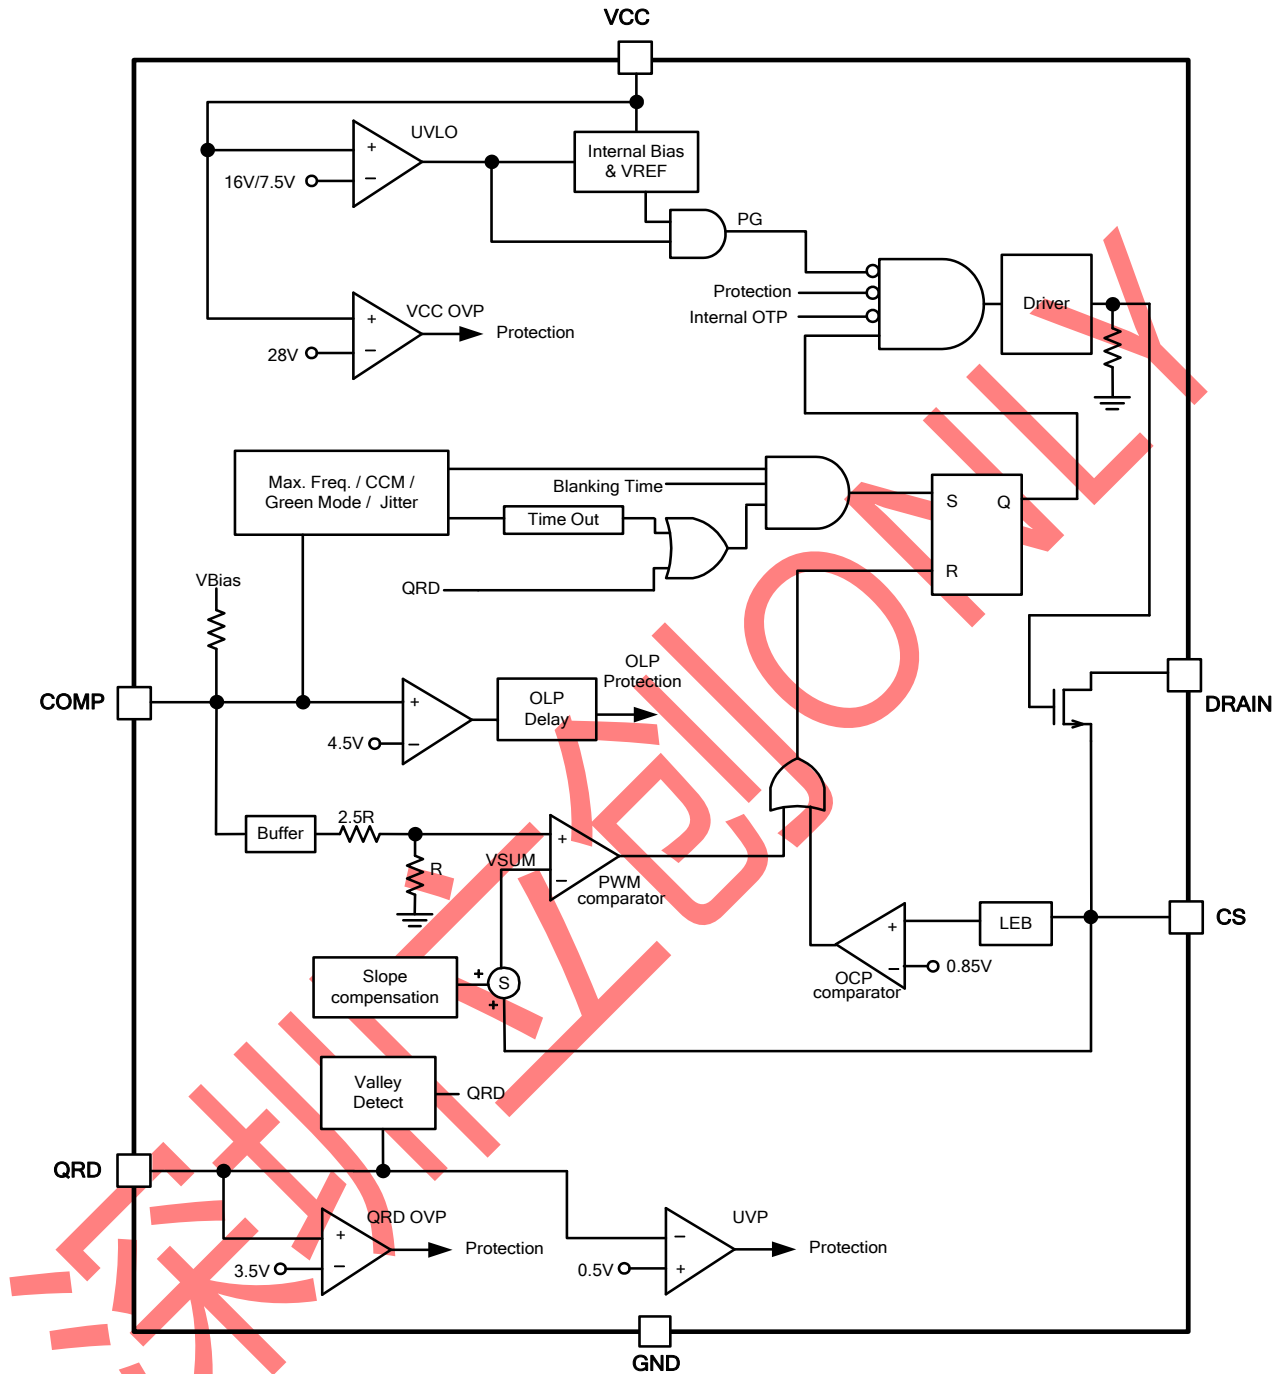 VCC
UVLO
+
−
16V/7.5V
Internal Bias
& VREF
PG
VCC OVP
+
−
28V
Protection
Protection
Internal OTP
Driver
Max. Freq. / CCM /
Green Mode / Jitter
Blanking Time
Time Out
QRD
S
Q
R
VBias
COMP
OLP
Protection
+
−
4.5V
OLP
Delay
DRAIN
Buffer
2.5R
R
VSUM
+
−
PWM
comparator
LEB
CS
+
−
0.85V
OCP
comparator
Slope
compensation
+
S
+
Valley
Detect
QRD
QRD
QRD OVP
+
−
3.5V
Protection
UVP
−
+
0.5V
Protection
GND
ONLY